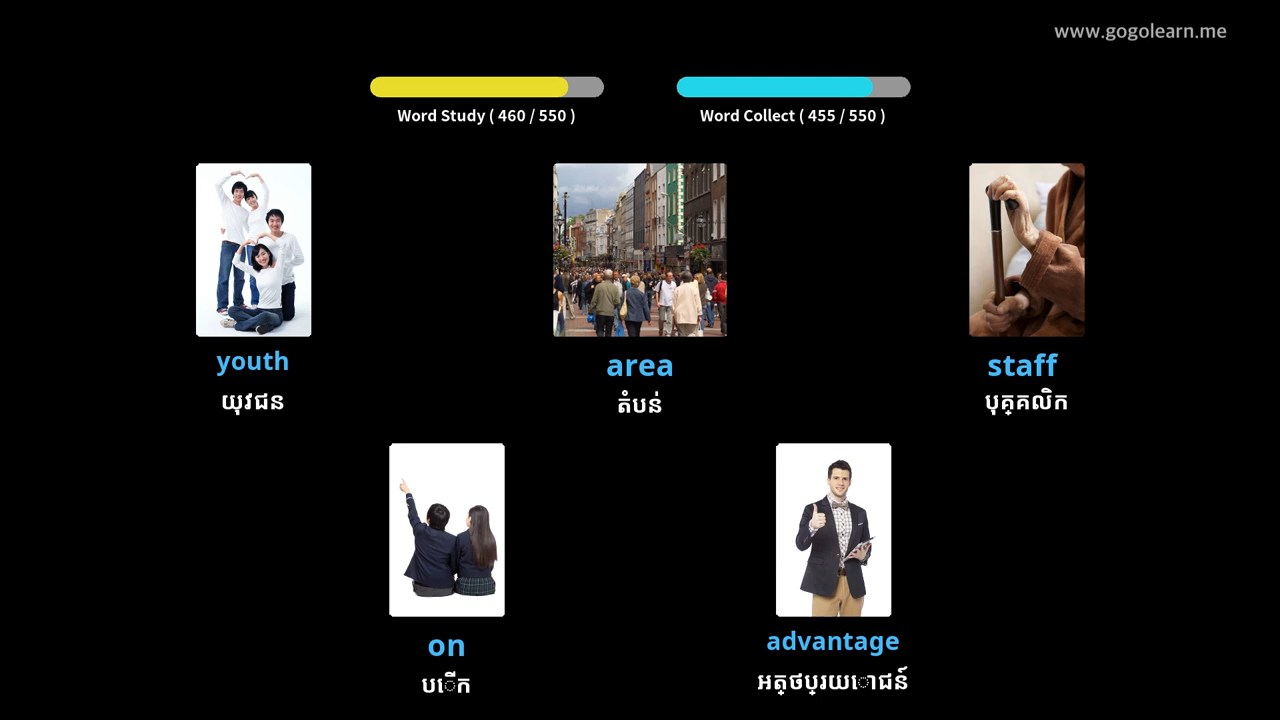 www.gogolearn.me
Word Study ( 460 / 550 )
Word Collect ( 455 / 550 )
youth
យុវជន
area
តំបន់
staff
បុគ្គលិក
on
បើក
advantage
អត្ថប្រយោជន៍